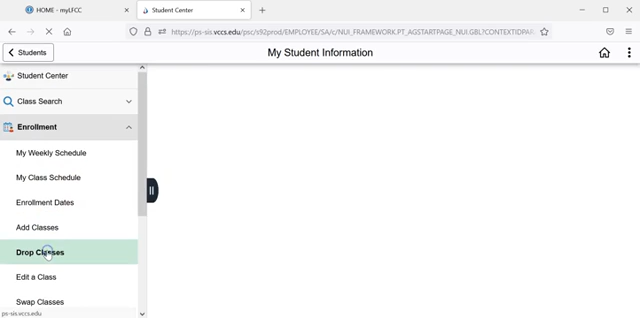 HOME - myLFCC
Student Center
https://ps-sis.vccs.edu/psc/s92prod/EMPLOYEE/SA/c/NUI_FRAMEWORK.PT_AGSTARTPAGE_NUI.GBL?CONTEXTIDPAR
Students
My Student Information
Student Center
Class Search
Enrollment
My Weekly Schedule
My Class Schedule
Enrollment Dates
Add Classes
Drop Classes
Edit a Class
Swap Classes
ps-sis.vccs.edu